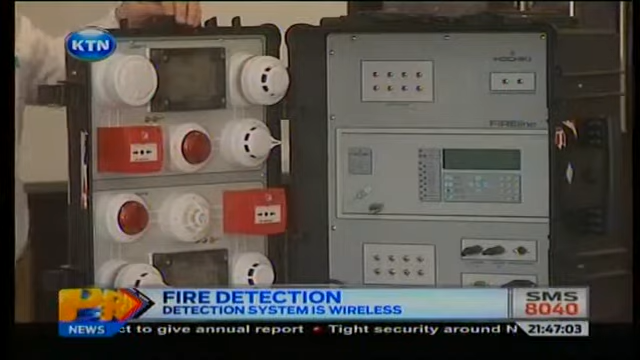 KTN
HOCHIKI
FIREline
FIRE DETECTION
DETECTION SYSTEM IS WIRELESS
SMS
8040
NEWS
ct to give annual report • Tight security around N
21:47:03